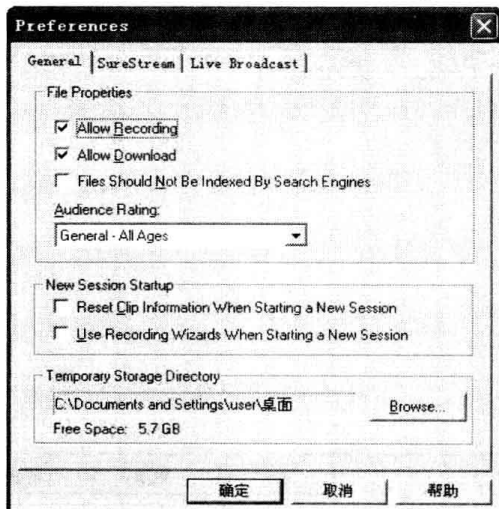 Preferences
General SureStream Live Broadcast
File Properties
Allow Recording
Allow Download
Files Should Not Be Indexed By Search Engines
Audience Rating:
General - All Ages
New Session Startup
Reset Clip Information When Starting a New Session
Use Recording Wizards When Starting a New Session
Temporary Storage Directory
C:\Documents and Settings\user\桌面
Browse...
Free Space: 5.7 GB
确定 取消 帮助